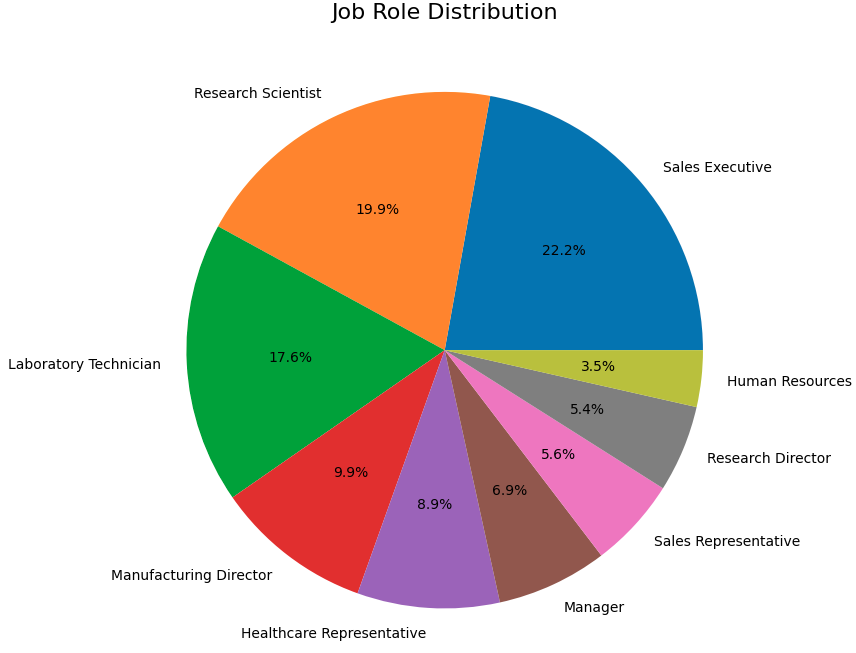 Job Role Distribution
Research Scientist
Sales Executive
19.9%
22.2%
Laboratory Technician
17.6%
3.5%
Human Resources
5.4%
Research Director
5.6%
9.9%
6.9%
8.9%
Sales Representative
Manufacturing Director
Manager
Healthcare Representative